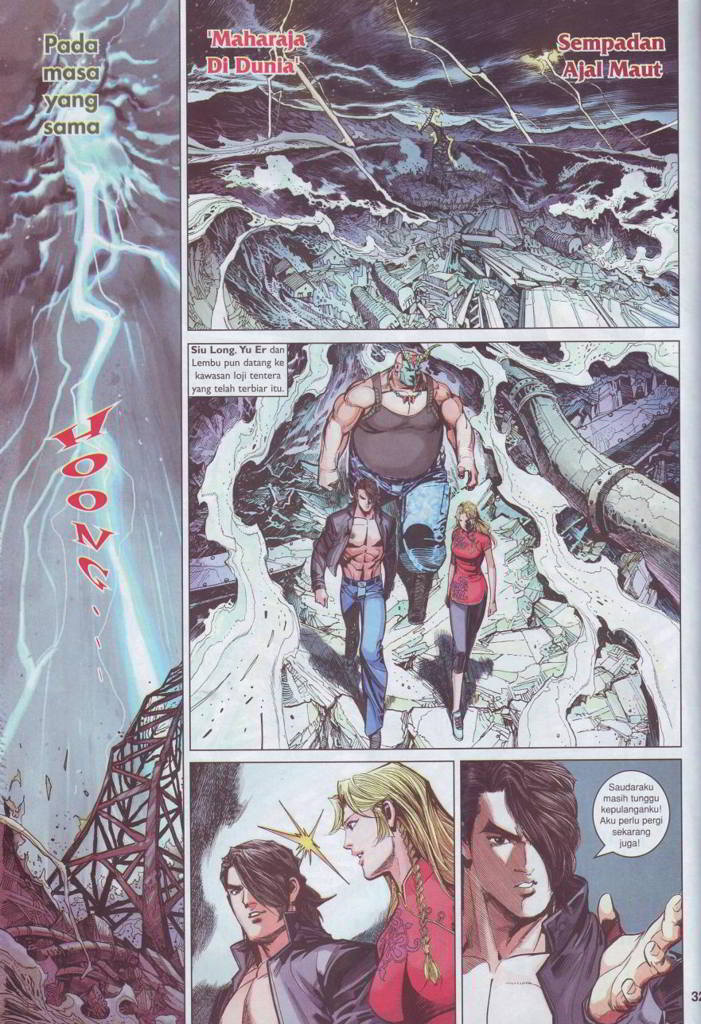 Pada
masa
yang
sama
'Maharaja
Di Dunia'
Sempadan
Ajal Maut
HOONG...
Siu Long, Yu Er dan
Lembu pun datang ke
kawasan loji tentera
yang telah terbiar itu.
Saudaraku
masih tunggu
kepulanganku!
Aku perlu pergi
sekarang
juga!